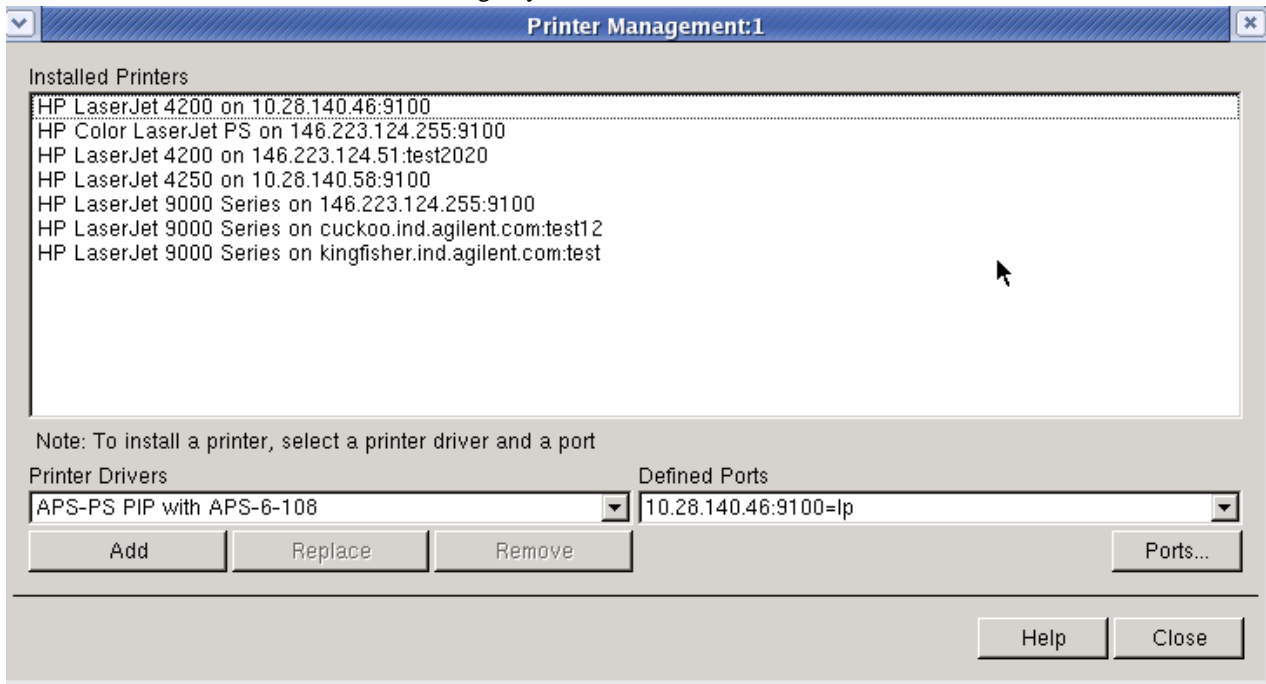 Printer Management:1
Installed Printers
HP LaserJet 4200 on 10.28.140.46:9100
HP Color LaserJet PS on 146.223.124.255:9100
HP LaserJet 4200 on 146.223.124.51:test2020
HP LaserJet 4250 on 10.28.140.58:9100
HP LaserJet 9000 Series on 146.223.124.255:9100
HP LaserJet 9000 Series on cuckoo.ind.agilent.com:test12
HP LaserJet 9000 Series on kingfisher.ind.agilent.com:test
Note: To install a printer, select a printer driver and a port
Printer Drivers Defined Ports
APS-PS PIP with APS-6-108 10.28.140.46:9100=lp
Add Replace Remove Ports...
Help Close